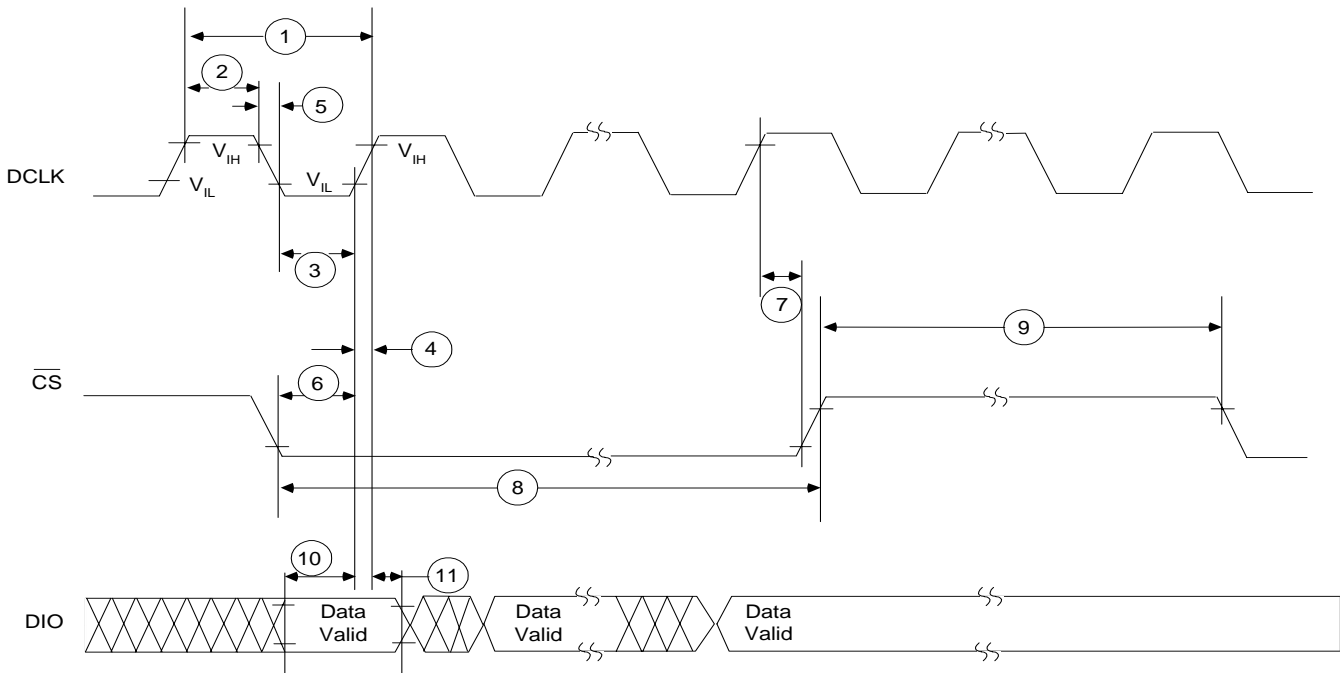 1
2
5
V_IH
V_IH
DCLK
V_IL
V_IL
3
7
9
4
CS
6
8
10
11
DIO
Data
Valid
Data
Valid
Data
Valid